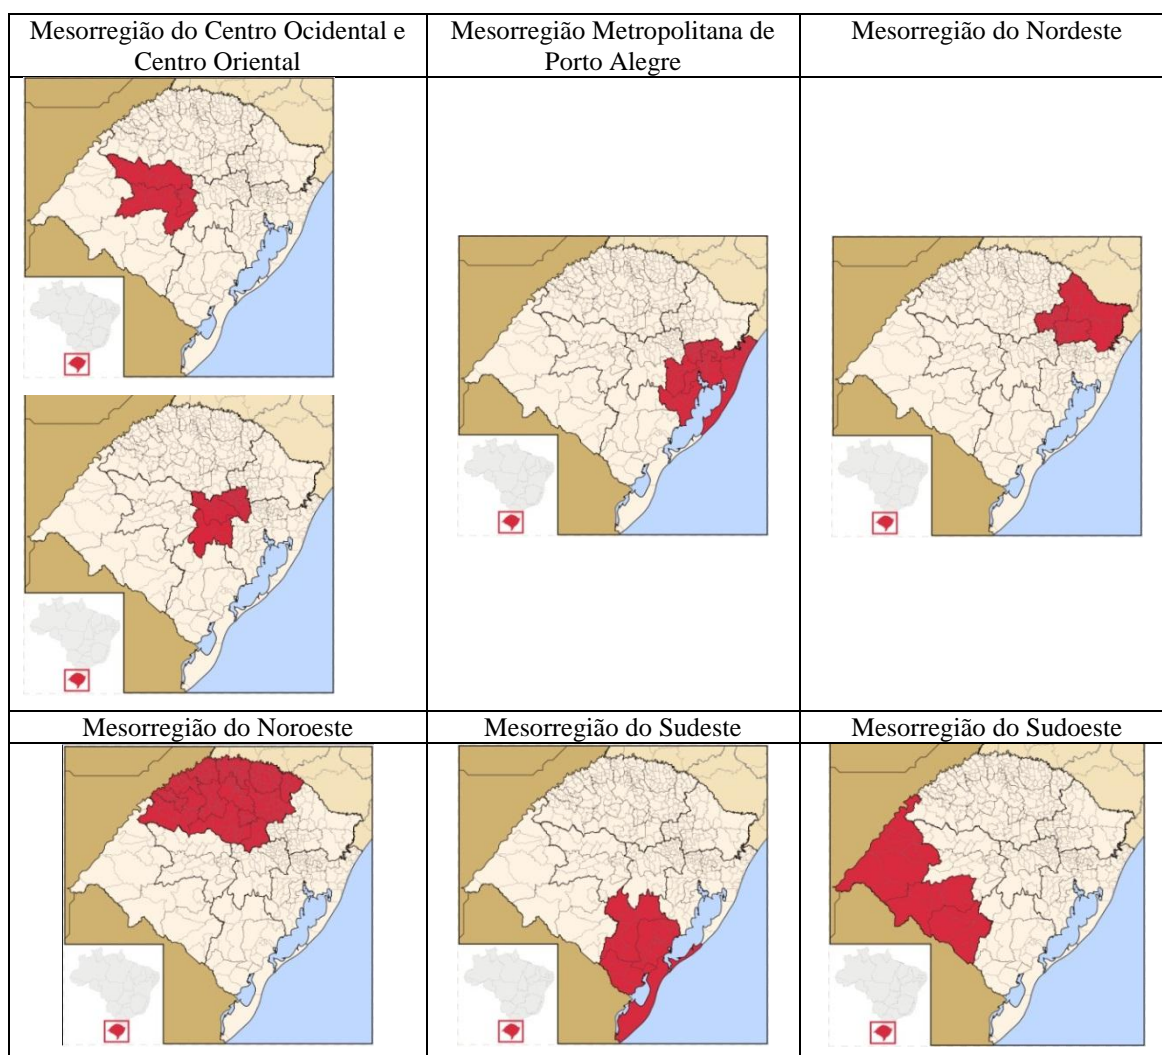 Mesorregião do Centro Ocidental e
Centro Oriental
Mesorregião Metropolitana de
Porto Alegre
Mesorregião do Nordeste
Mesorregião do Noroeste
Mesorregião do Sudeste
Mesorregião do Sudoeste